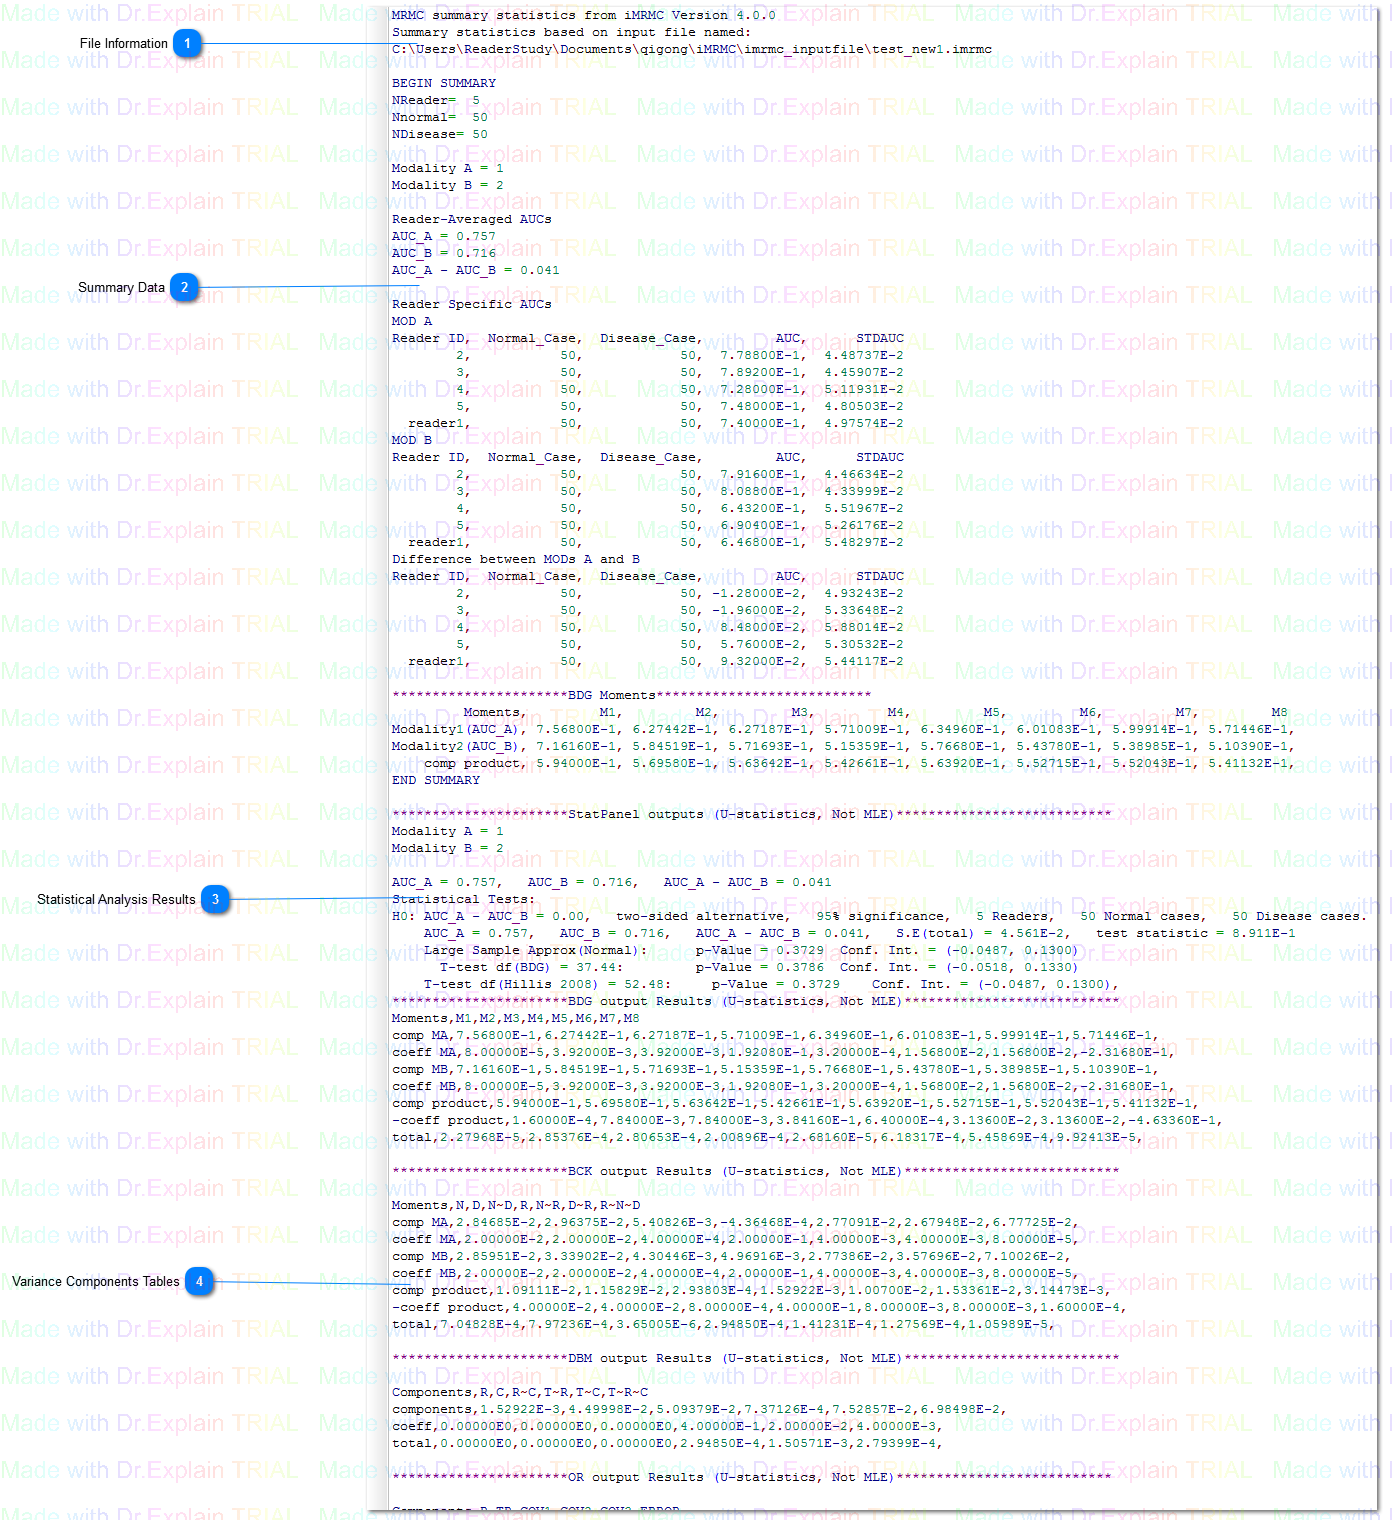 MRMC summary statistics from iMRMC Version 4.0.0
Summary statistics based on input file named:
File Information 1
C:\Users\ReaderStudy\Documents\qigong\iMRMC\imrmc_inputfile\test_new1.imrmc
BEGIN SUMMARY
NReader=  5
Nnormal=  50
NDisease= 50
Modality A = 1
Modality B = 2
Reader-Averaged AUCs
AUC_A = 0.757
AUC_B = 0.716
AUC_A - AUC_B = 0.041
Summary Data 2
Reader Specific AUCs
MOD A
Reader ID,  Normal_Case,  Disease_Case,         AUC,      STDAUC
2,           50,            50,  7.78800E-1,  4.48737E-2
3,           50,            50,  7.89200E-1,  4.45907E-2
4,           50,            50,  7.28000E-1,  5.11931E-2
5,           50,            50,  7.48000E-1,  4.80503E-2
reader1,           50,            50,  7.40000E-1,  4.97574E-2
MOD B
Reader ID,  Normal_Case,  Disease_Case,         AUC,      STDAUC
2,           50,            50,  7.91600E-1,  4.46634E-2
3,           50,            50,  8.08800E-1,  4.33999E-2
4,           50,            50,  6.43200E-1,  5.51967E-2
5,           50,            50,  6.90400E-1,  5.26176E-2
reader1,           50,            50,  6.46800E-1,  5.48297E-2
Difference between MODs A and B
Reader ID,  Normal_Case,  Disease_Case,         AUC,      STDAUC
2,           50,            50, -1.28000E-2,  4.93243E-2
3,           50,            50, -1.96000E-2,  5.33648E-2
4,           50,            50,  8.48000E-2,  5.88014E-2
5,           50,            50,  5.76000E-2,  5.30532E-2
reader1,           50,            50,  9.32000E-2,  5.44117E-2
**********************BDG Moments***************************
Moments,         M1,         M2,         M3,         M4,         M5,         M6,         M7,         M8
Modality1(AUC_A), 7.56800E-1, 6.27442E-1, 6.27187E-1, 5.71009E-1, 6.34960E-1, 6.01083E-1, 5.99914E-1, 5.71446E-1,
Modality2(AUC_B), 7.16160E-1, 5.84519E-1, 5.71693E-1, 5.15359E-1, 5.76680E-1, 5.43780E-1, 5.38985E-1, 5.10390E-1,
comp product, 5.94000E-1, 5.69580E-1, 5.63642E-1, 5.42661E-1, 5.63920E-1, 5.52715E-1, 5.52043E-1, 5.41132E-1,
END SUMMARY
**********************StatPanel outputs (U-statistics, Not MLE)***************************
Modality A = 1
Modality B = 2
AUC_A = 0.757,   AUC_B = 0.716,   AUC_A - AUC_B = 0.041
Statistical Analysis Results 3
Statistical Tests:
H0: AUC_A - AUC_B = 0.00,   two-sided alternative,   95% significance,   5 Readers,   50 Normal cases,   50 Disease cases.
AUC_A = 0.757,   AUC_B = 0.716,   AUC_A - AUC_B = 0.041,   S.E(total) = 4.561E-2,   test statistic = 8.911E-1
Large Sample Approx(Normal):      p-Value = 0.3729  Conf. Int. = (-0.0487, 0.1300)
T-test df(BDG) = 37.44:         p-Value = 0.3786  Conf. Int. = (-0.0518, 0.1330)
T-test df(Hillis 2008) = 52.48:     p-Value = 0.3729    Conf. Int. = (-0.0487, 0.1300),
**********************BDG output Results (U-statistics, Not MLE)***************************
Moments,M1,M2,M3,M4,M5,M6,M7,M8
comp MA,7.56800E-1,6.27442E-1,6.27187E-1,5.71009E-1,6.34960E-1,6.01083E-1,5.99914E-1,5.71446E-1,
coeff MA,8.00000E-5,3.92000E-3,3.92000E-3,1.92080E-1,3.20000E-4,1.56800E-2,1.56800E-2,-2.31680E-1,
comp MB,7.16160E-1,5.84519E-1,5.71693E-1,5.15359E-1,5.76680E-1,5.43780E-1,5.38985E-1,5.10390E-1,
coeff MB,8.00000E-5,3.92000E-3,3.92000E-3,1.92080E-1,3.20000E-4,1.56800E-2,1.56800E-2,-2.31680E-1,
comp product,5.94000E-1,5.69580E-1,5.63642E-1,5.42661E-1,5.63920E-1,5.52715E-1,5.52043E-1,5.41132E-1,
-coeff product,1.60000E-4,7.84000E-3,7.84000E-3,3.84160E-1,6.40000E-4,3.13600E-2,3.13600E-2,-4.63360E-1,
total,2.27968E-5,2.85376E-4,2.80653E-4,2.00896E-4,2.68160E-5,6.18317E-4,5.45869E-4,9.92413E-5,
**********************BCK output Results (U-statistics, Not MLE)***************************
Moments,N,D,N~D,R,N~R,D~R,R~N~D
comp MA,2.84685E-2,2.96375E-2,5.40826E-3,-4.36468E-4,2.77091E-2,2.67948E-2,6.77725E-2,
coeff MA,2.00000E-2,2.00000E-2,4.00000E-4,2.00000E-1,4.00000E-3,4.00000E-3,8.00000E-5,
comp MB,2.85951E-2,3.33902E-2,4.30446E-3,4.96916E-3,2.77386E-2,3.57696E-2,7.10026E-2,
coeff MB,2.00000E-2,2.00000E-2,4.00000E-4,2.00000E-1,4.00000E-3,4.00000E-3,8.00000E-5,
Variance Components Tables 4
comp product,1.09111E-2,1.15829E-2,2.93803E-4,1.52922E-3,1.00700E-2,1.53361E-2,3.14473E-3,
-coeff product,4.00000E-2,4.00000E-2,8.00000E-4,4.00000E-1,8.00000E-3,8.00000E-3,1.60000E-4,
total,7.04828E-4,7.97236E-4,3.65005E-6,2.94850E-4,1.41231E-4,1.27569E-4,1.05989E-5,
**********************DBM output Results (U-statistics, Not MLE)***************************
Components,R,C,R~C,T~R,T~C,T~R~C
components,1.52922E-3,4.49998E-2,5.09379E-2,7.37126E-4,7.52857E-2,6.98498E-2,
coeff,0.00000E0,0.00000E0,0.00000E0,4.00000E-1,2.00000E-2,4.00000E-3,
total,0.00000E0,0.00000E0,0.00000E0,2.94850E-4,1.50571E-3,2.79399E-4,
**********************OR output Results (U-statistics, Not MLE)***************************